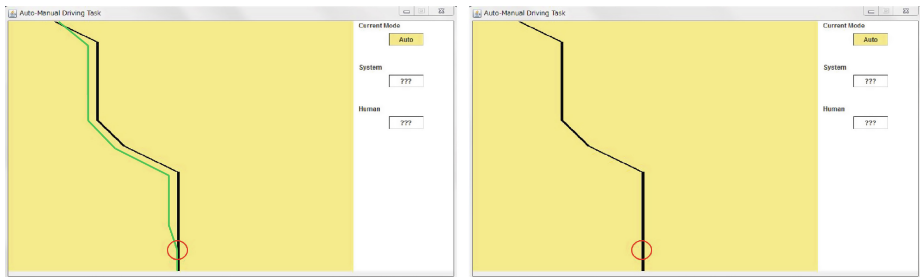 Auto-Manual Driving Task
Current Mode
Auto
System
???
Human
???
Auto-Manual Driving Task
Current Mode
Auto
System
???
Human
???